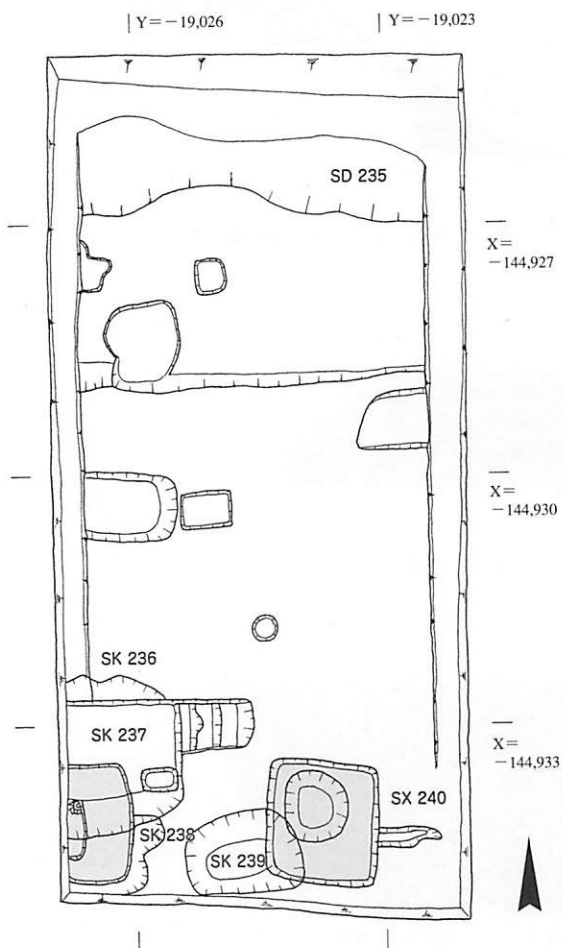 Y=−19,026
Y=−19,023
SD 235
X=
−144,927
X=
−144,930
SK 236
SK 237
X=
−144,933
SX 240
SK 238
SK 239